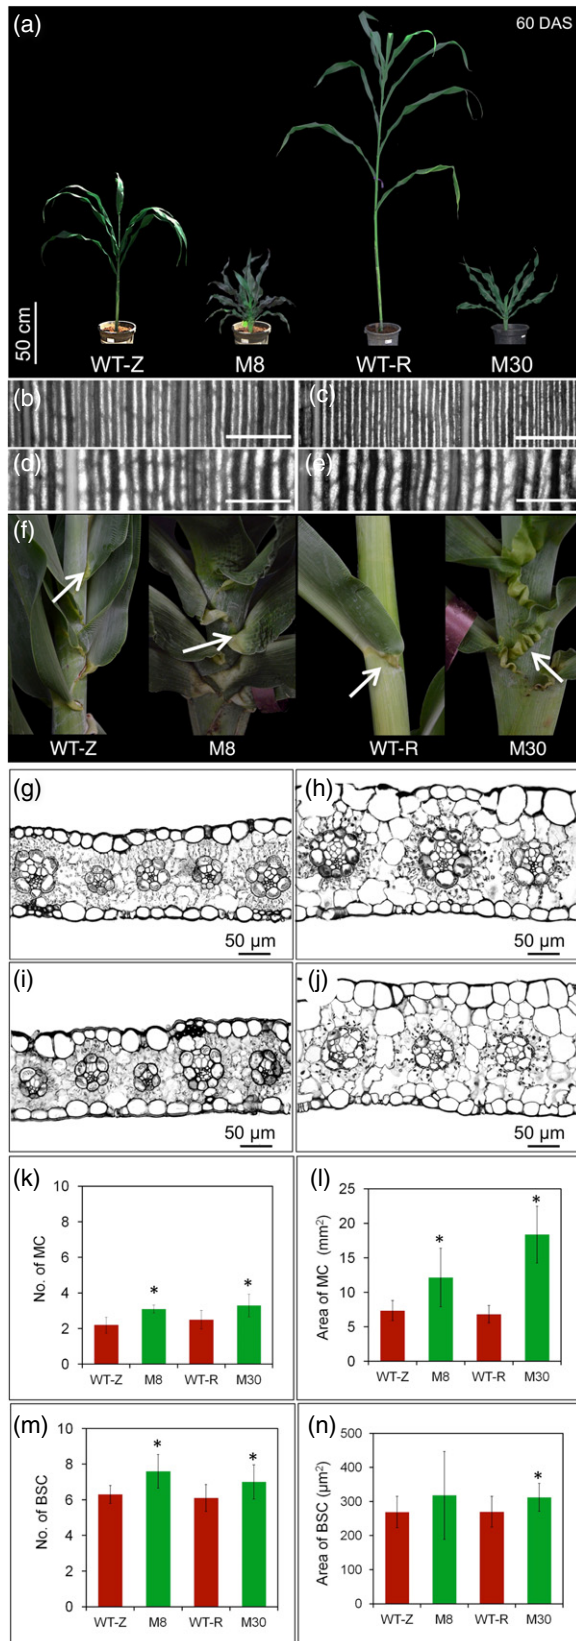 (a)
60 DAS
50 cm
WT-Z M8 WT-R M30
(b)
(c)
(d)
(e)
(f)
WT-Z M8 WT-R M30
(g)
50 µm
(h)
50 µm
(i)
50 µm
(j)
50 µm
(k)
No. of MC
10
8
6
4
2
0
* *
WT-Z M8 WT-R M30
(l)
Area of MC (mm²)
25
20
15
10
5
0
* *
WT-Z M8 WT-R M30
(m)
No. of BSC
10
8
6
4
2
0
* *
WT-Z M8 WT-R M30
(n)
Area of BSC (µm²)
500
400
300
200
100
0
*
WT-Z M8 WT-R M30